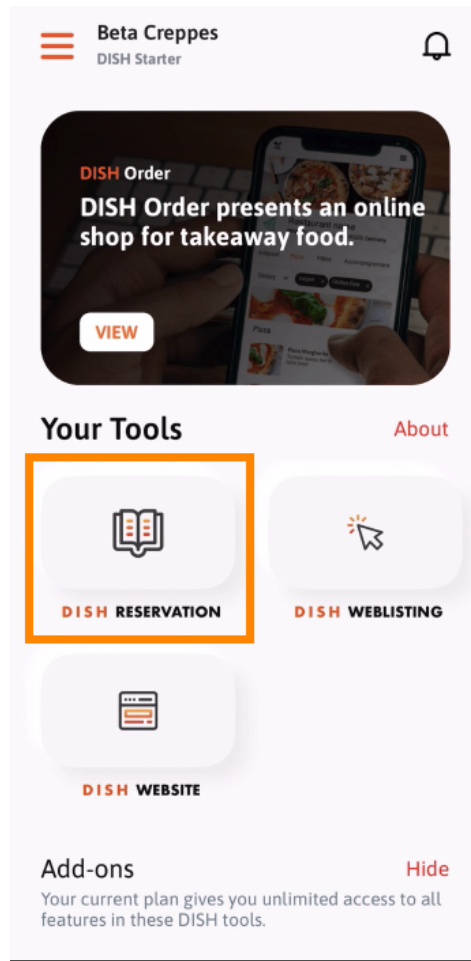 Beta Creppes
DISH Starter
DISH Order
DISH Order presents an online
shop for takeaway food.
VIEW
Your Tools
About
DISH RESERVATION
DISH WEBLISTING
DISH WEBSITE
Add-ons
Hide
Your current plan gives you unlimited access to all
features in these DISH tools.